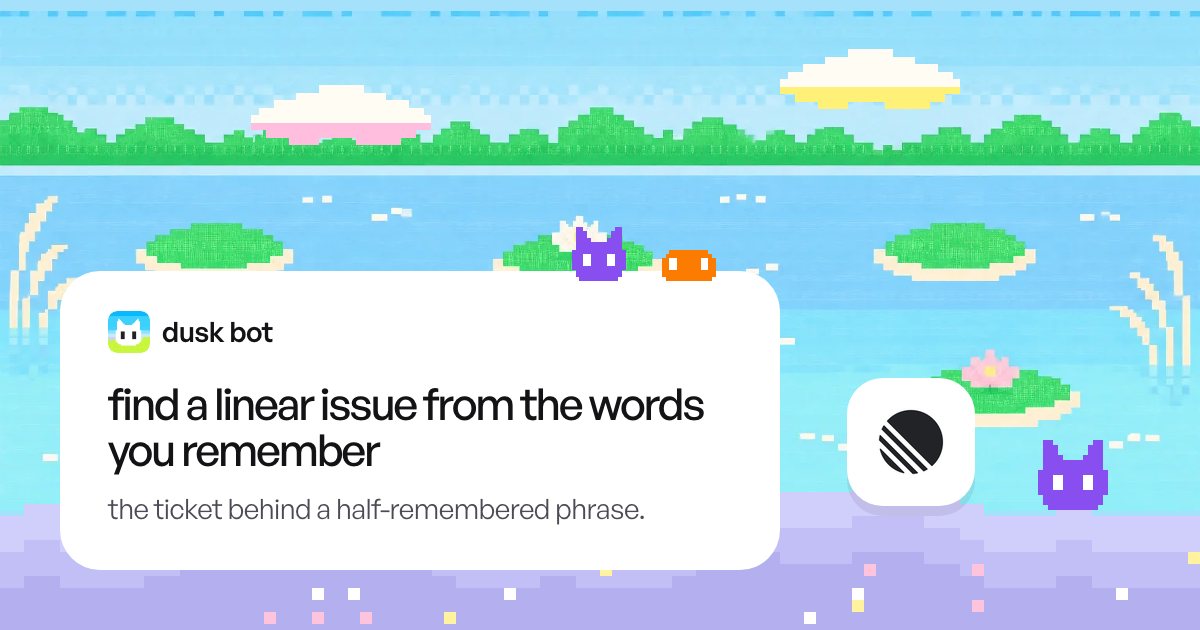 dusk bot
find a linear issue from the words
you remember
the ticket behind a half-remembered phrase.